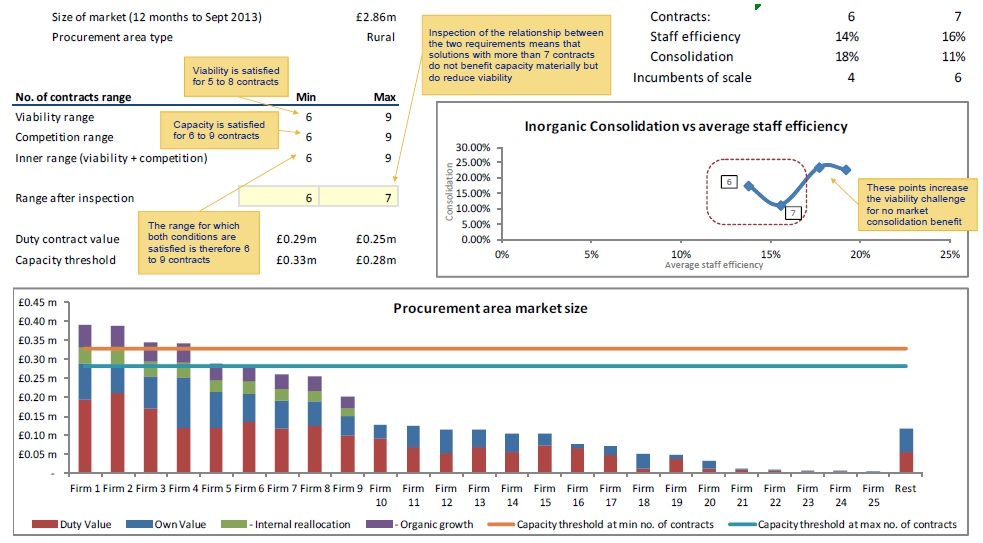 Size of market (12 months to Sept 2013) £2.86m
Procurement area type Rural
Inspection of the relationship between
the two requirements means that
solutions with more than 7 contracts
do not benefit capacity materially but
do reduce viability
Contracts: 6 7
Staff efficiency 14% 16%
Consolidation 18% 11%
Incumbents of scale 4 6
Viability is satisfied
for 5 to 8 contracts
No. of contracts range Min Max
Viability range 6 9
Capacity is satisfied
for 6 to 9 contracts
Competition range 6 9
Inner range (viability + competition) 6 9
Range after inspection 6 7
The range for which
both conditions are
satisfied is therefore 6
to 9 contracts
Duty contract value £0.29m £0.25m
Capacity threshold £0.33m £0.28m
Inorganic Consolidation vs average staff efficiency
Consolidation
30.00%
25.00%
20.00%
15.00%
10.00%
5.00%
0.00%
6
7
These points increase
the viability challenge
for no market
consolidation benefit
0% 5% 10% 15% 20% 25%
Average staff efficiency
Procurement area market size
£0.45 m
£0.40 m
£0.35 m
£0.30 m
£0.25 m
£0.20 m
£0.15 m
£0.10 m
£0.05 m
-
Firm 1 Firm 2 Firm 3 Firm 4 Firm 5 Firm 6 Firm 7 Firm 8 Firm 9 Firm Firm Firm Firm Firm Firm Firm Firm Firm Firm Firm Firm Firm Firm Firm Firm Rest
10 11 12 13 14 15 16 17 18 19 20 21 22 23 24 25
Duty Value Own Value - Internal reallocation - Organic growth Capacity threshold at min no. of contracts Capacity threshold at max no. of contracts